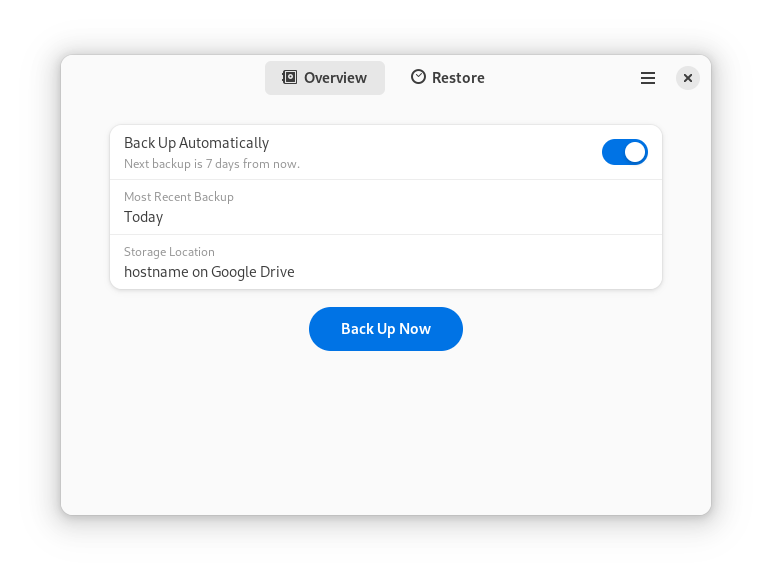 Overview
Restore
Back Up Automatically
Next backup is 7 days from now.
Most Recent Backup
Today
Storage Location
hostname on Google Drive
Back Up Now